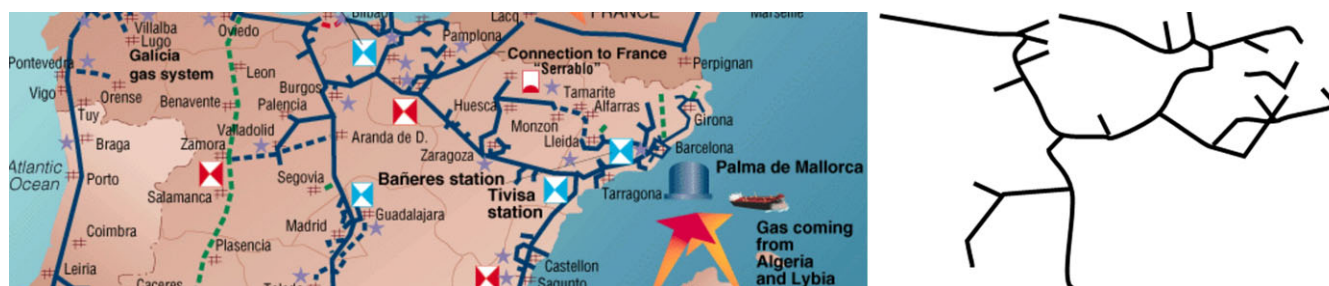 Lacq
FRANCE
Marseille
Villalba
Lugo
Oviedo
Bilbao
Pamplona
Galicia
gas system
Connection to France
"Serrablo"
Pontevedra
Leon
Perpignan
Vigo
Orense
Benavente
Burgos
Palencia
Huesca
Tamarite
Alfarras
Tuy
Monzon
Girona
Valladolid
Aranda de D.
Braga
Zamora
Zaragoza
Lleida
Barcelona
Atlantic
Ocean
Porto
Segovia
Bañeres station
Palma de Mallorca
Salamanca
Tivisa
station
Tarragona
Guadalajara
Madrid
Coimbra
Gas coming
from
Algeria
and Lybia
Plasencia
Leiria
Castellon
Caceres
Toledo
Sagunto